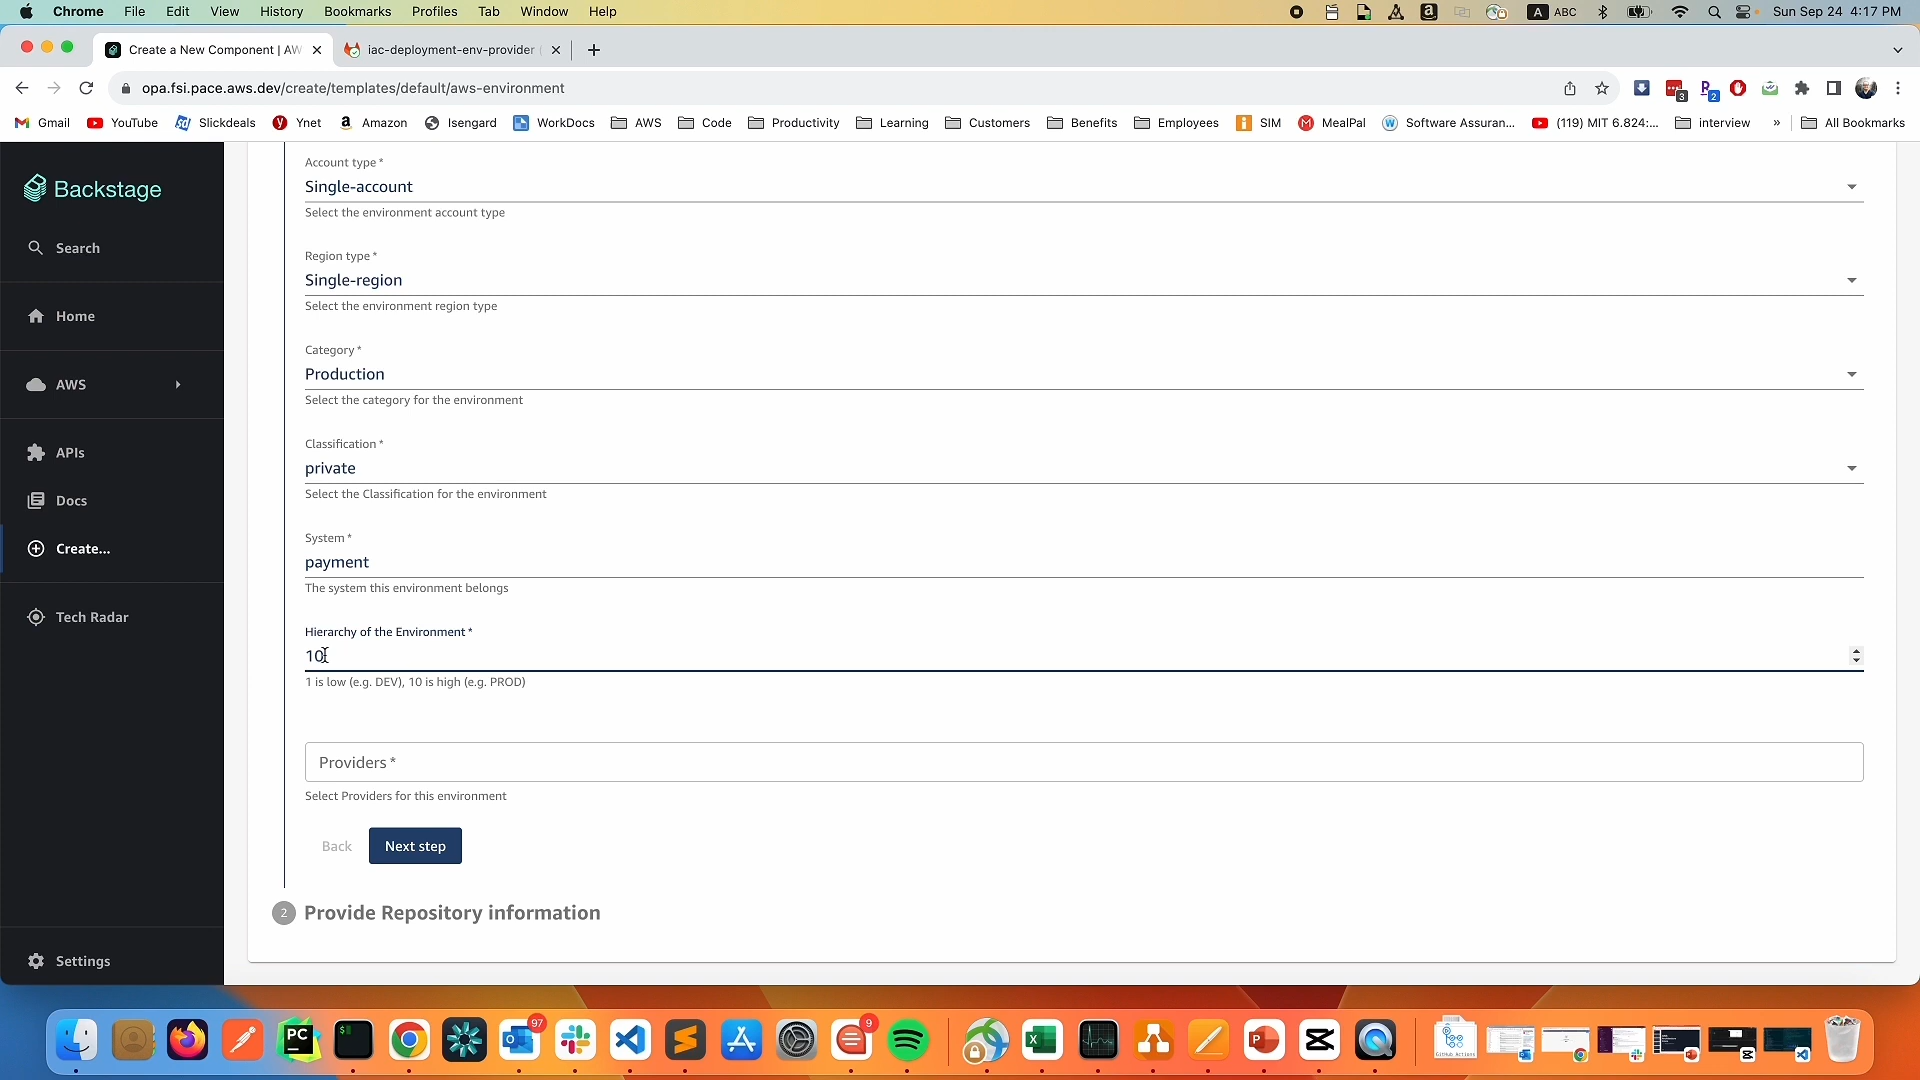 Chrome File Edit View History Bookmarks Profiles Tab Window Help A ABC Sun Sep 24 4:17 PM
Create a New Component | AW iac-deployment-env-provider
opa.fsi.pace.aws.dev/create/templates/default/aws-environment 3 2
Gmail YouTube Slickdeals Ynet Amazon Isengard WorkDocs AWS Code Productivity Learning Customers Benefits Employees SIM MealPal Software Assuran... (119) MIT 6.824:... interview » All Bookmarks
Backstage
Search
Home
AWS
APIs
Docs
Create...
Tech Radar
Settings
Account type *
Single-account
Select the environment account type
Region type *
Single-region
Select the environment region type
Category *
Production
Select the category for the environment
Classification *
private
Select the Classification for the environment
System *
payment
The system this environment belongs
Hierarchy of the Environment *
10
1 is low (e.g. DEV), 10 is high (e.g. PROD)
Providers *
Select Providers for this environment
Back Next step
2 Provide Repository information
PC 97 9